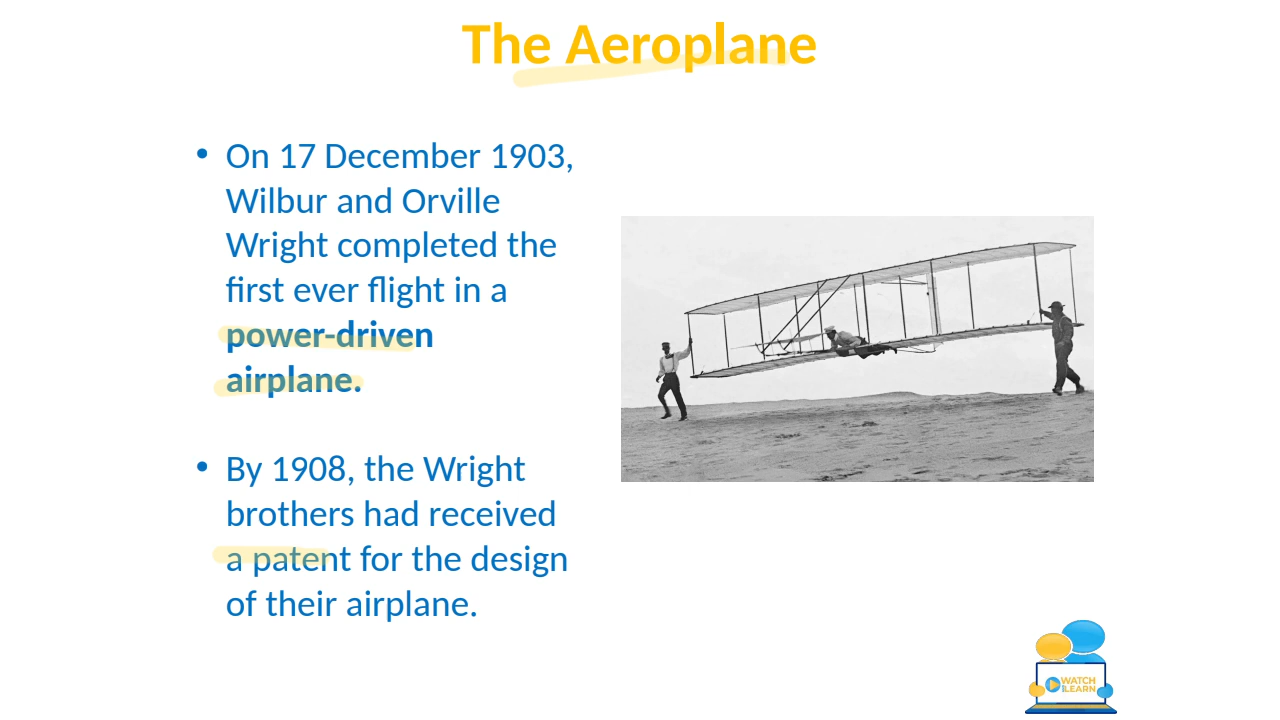 The Aeroplane
• On 17 December 1903,
Wilbur and Orville
Wright completed the
first ever flight in a
power-driven
airplane.
• By 1908, the Wright
brothers had received
a patent for the design
of their airplane.
WATCH
AND LEARN